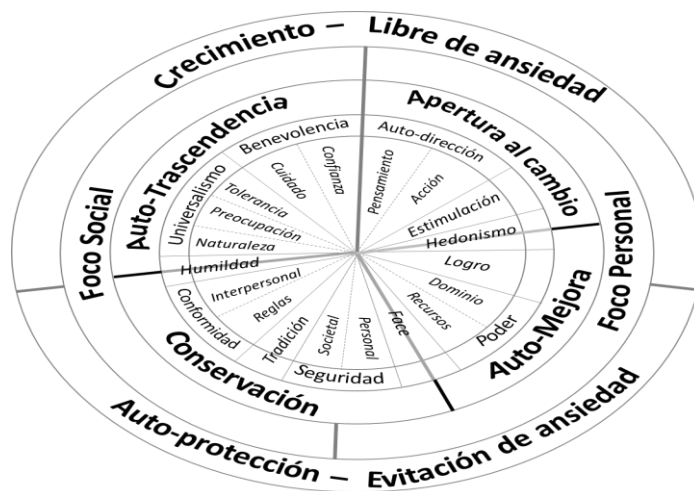 Crecimiento – Libre de ansiedad
Foco Social
Foco Personal
Auto-protección – Evitación de ansiedad
Auto-Trascendencia
Apertura al cambio
Auto-Mejora
Conservación
Benevolencia
Auto-dirección
Universalismo
Cuidado
Confianza
Pensamiento
Acción
Tolerancia
Preocupación
Naturaleza
Estimulación
Hedonismo
Humildad
Logro
Dominio
Recursos
Poder
Conformidad
Interpersonal
Reglas
Tradición
Societal
Personal
Face
Seguridad